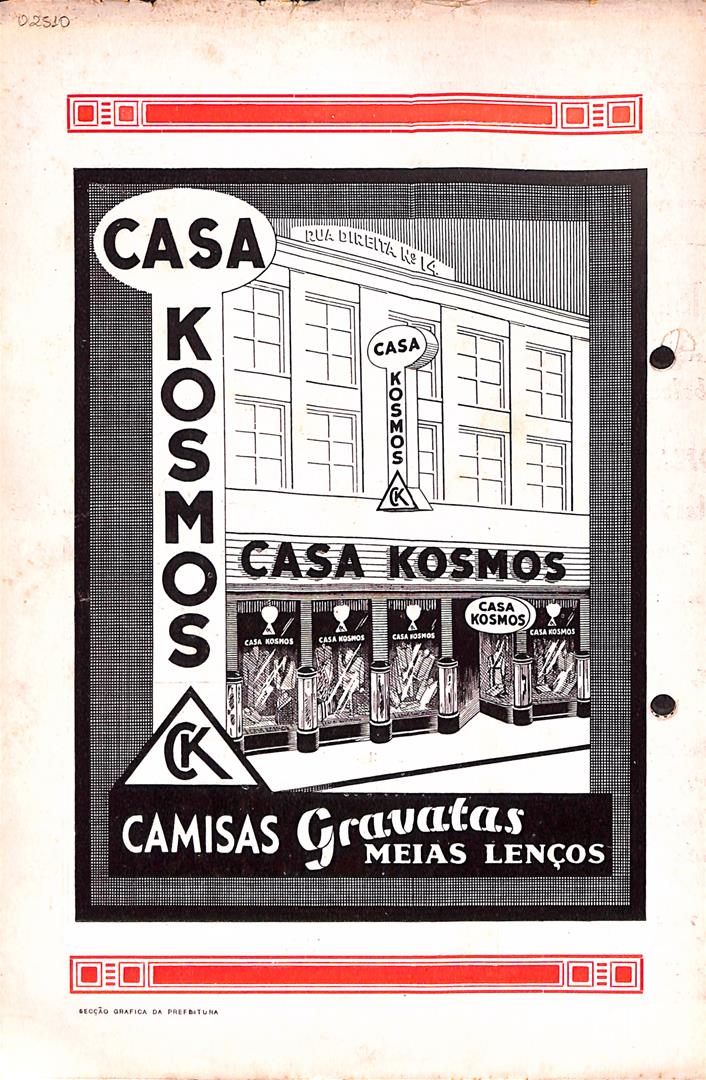 02510
RUA DIREITA Nº 14
CASA
KOSMOS
CK
CASA
KOSMOS
CK
CASA KOSMOS
CASA
KOSMOS
CASA KOSMOS
CASA KOSMOS
CASA KOSMOS
CASA KOSMOS
CAMISAS Gravatas
MEIAS LENÇOS
SECÇÃO GRAFICA DA PREFEITURA